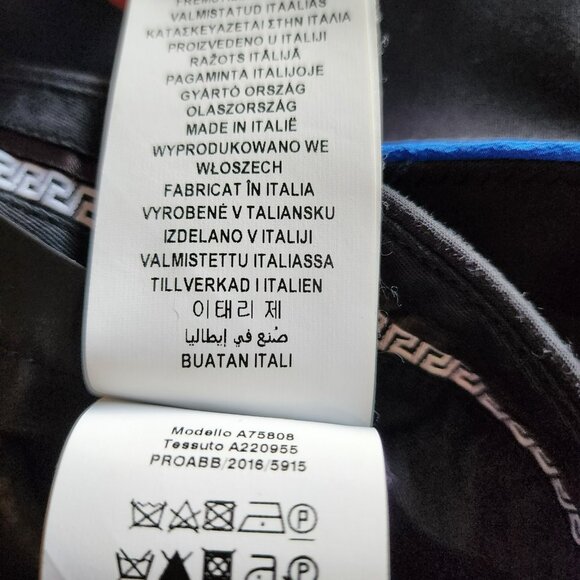 VALMISTATUD ITAALIAS
ΚΑΤΑΣΚΕΥΑΖΕΤΑΙ ΣΤΗΝ ΙΤΑΛΙΑ
PROIZVEDENO U ITALIJI
RAŽOTS ITĀLIJĀ
PAGAMINTA ITALIJOJE
GYÁRTÓ ORSZÁG
OLASZORSZÁG
MADE IN ITALIË
WYPRODUKOWANO WE
WŁOSZECH
FABRICAT ÎN ITALIA
VYROBENÉ V TALIANSKU
IZDELANO V ITALIJI
VALMISTETTU ITALIASSA
TILLVERKAD I ITALIEN
이태리 제
صُنع في إيطاليا
BUATAN ITALI
Modello A75808
Tessuto A220955
PROABB/2016/5915